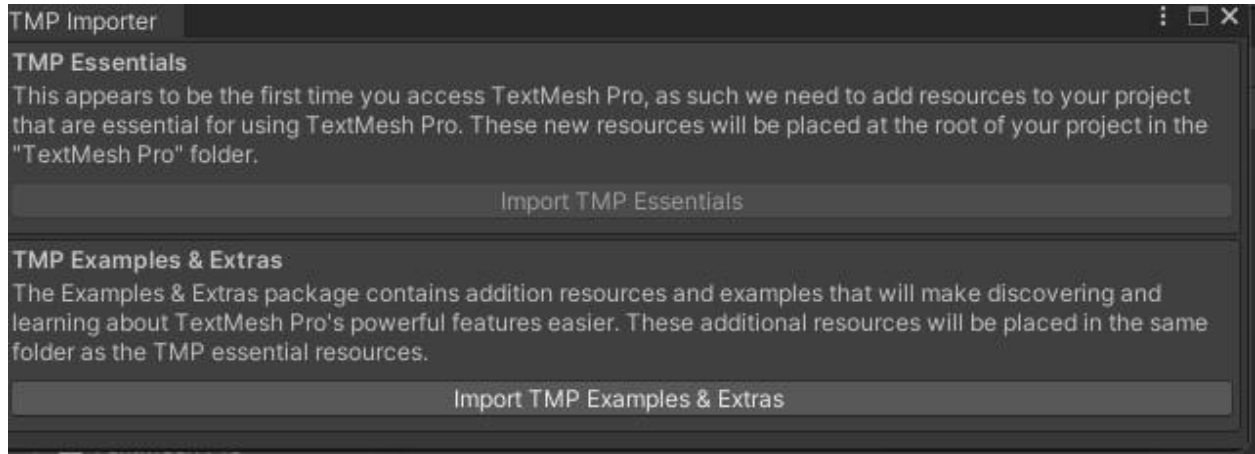 TMP Importer
TMP Essentials
This appears to be the first time you access TextMesh Pro, as such we need to add resources to your project
that are essential for using TextMesh Pro. These new resources will be placed at the root of your project in the
"TextMesh Pro" folder.
Import TMP Essentials
TMP Examples & Extras
The Examples & Extras package contains addition resources and examples that will make discovering and
learning about TextMesh Pro's powerful features easier. These additional resources will be placed in the same
folder as the TMP essential resources.
Import TMP Examples & Extras